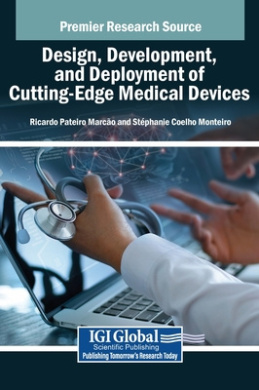 Premier Research Source
Design, Development,
and Deployment of
Cutting-Edge Medical Devices
Ricardo Pateiro Marcão and Stéphanie Coelho Monteiro
IGI Global
Scientific Publishing
Publishing Tomorrow's Research Today